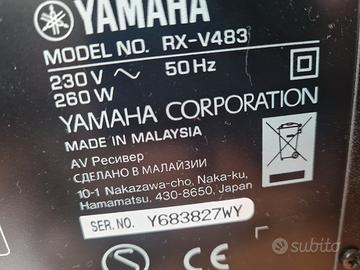 YAMAHA
MODEL NO. RX-V483
230 V ~ 50 Hz
260 W
YAMAHA CORPORATION
MADE IN MALAYSIA
AV Ресивер
СДЕЛАНО В МАЛАЙЗИИ
10-1 Nakazawa-cho, Naka-ku,
Hamamatsu, 430-8650, Japan
SER. NO. Y683827WY
subito